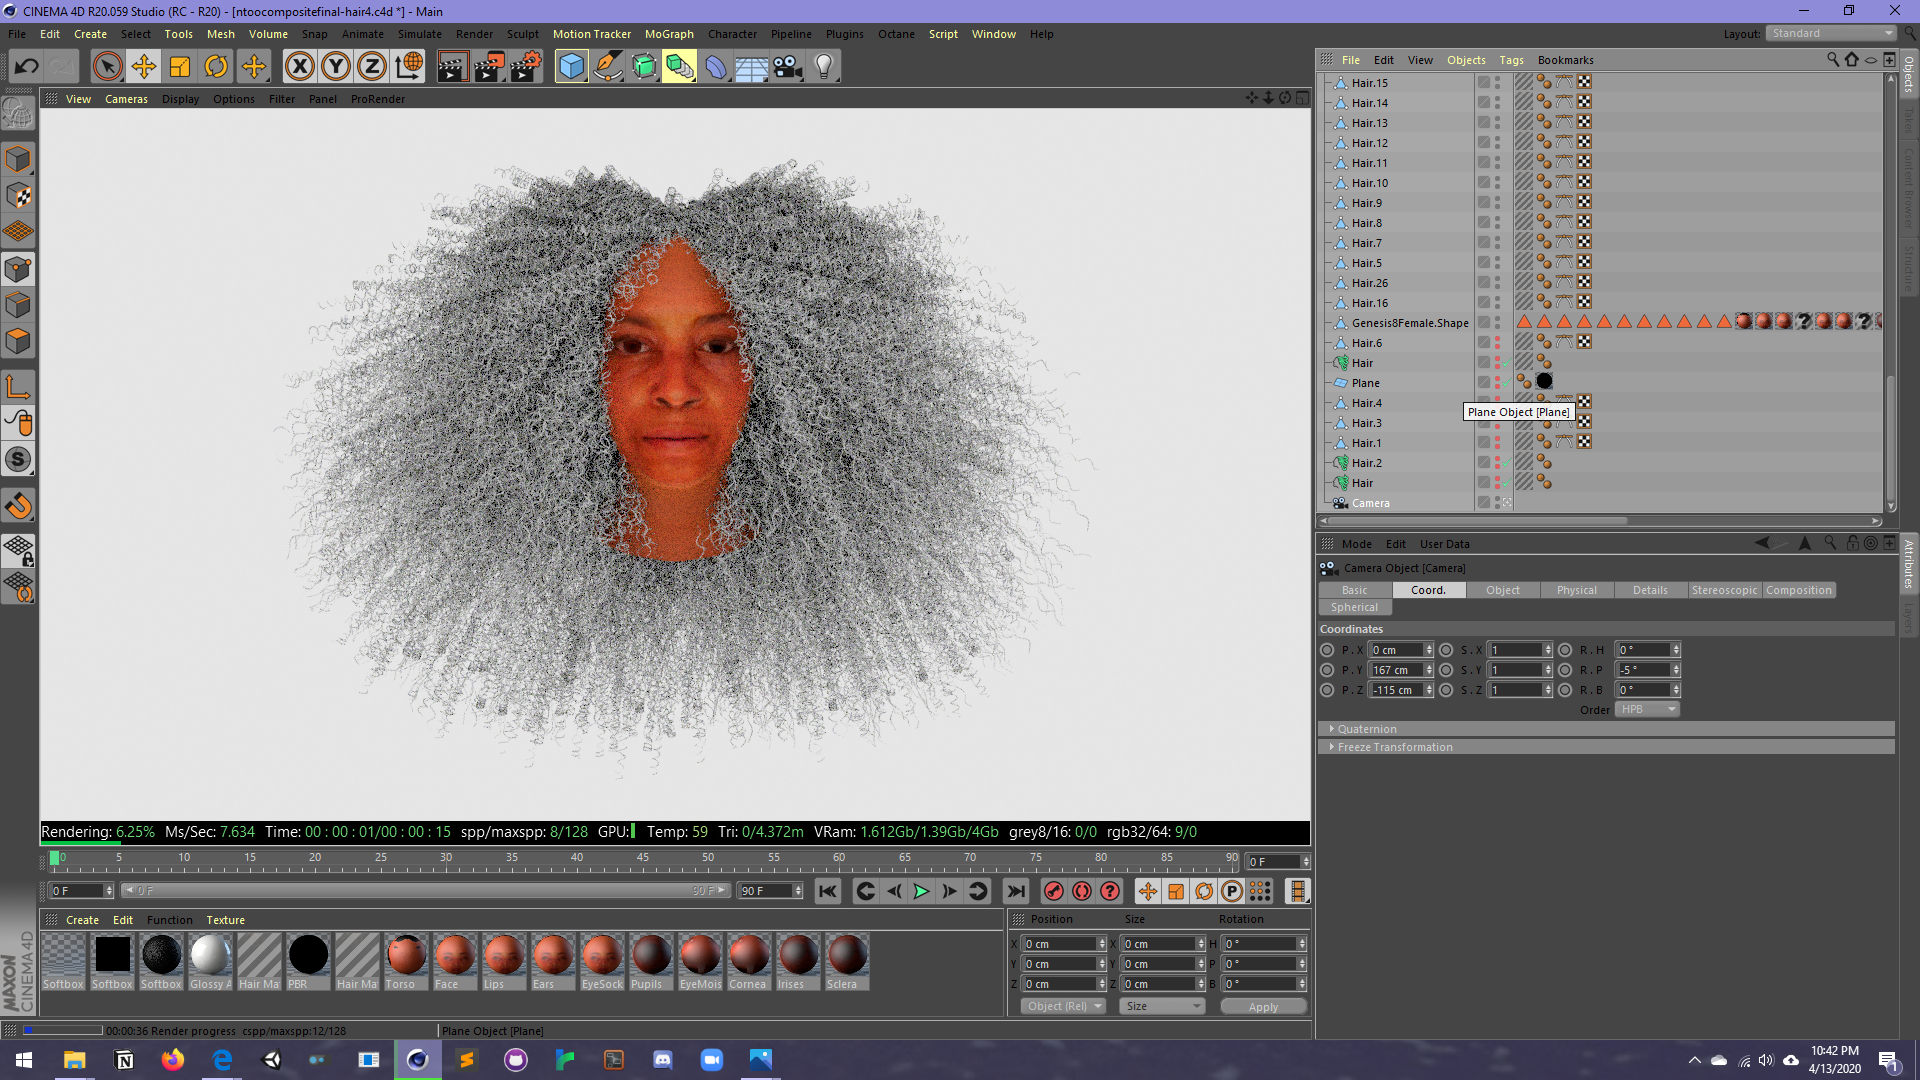 CINEMA 4D R20.059 Studio (RC - R20) - [ntoocompositefinal-hair4.c4d *] - Main
File Edit Create Select Tools Mesh Volume Snap Animate Simulate Render Sculpt Motion Tracker MoGraph Character Pipeline Plugins Octane Script Window Help
Layout: Standard
View Cameras Display Options Filter Panel ProRender
File Edit View Objects Tags Bookmarks
Hair.15
Hair.14
Hair.13
Hair.12
Hair.11
Hair.10
Hair.9
Hair.8
Hair.7
Hair.5
Hair.26
Hair.16
Genesis8Female.Shape
Hair.6
Hair
Plane
Hair.4
Plane Object [Plane]
Hair.3
Hair.1
Hair.2
Hair
Camera
Objects
Takes
Content Browser
Structure
Mode Edit User Data
Camera Object [Camera]
Basic Coord. Object Physical Details Stereoscopic Composition
Spherical
Coordinates
P . X 0 cm S . X 1 R . H 0 °
P . Y 167 cm S . Y 1 R . P -5 °
P . Z -115 cm S . Z 1 R . B 0 °
Order HPB
Quaternion
Freeze Transformation
Attributes
Layers
Rendering: 6.25% Ms/Sec: 7.634 Time: 00 : 00 : 01/00 : 00 : 15 spp/maxspp: 8/128 GPU: Temp: 59 Tri: 0/4.372m VRam: 1.612Gb/1.39Gb/4Gb grey8/16: 0/0 rgb32/64: 9/0
0 5 10 15 20 25 30 35 40 45 50 55 60 65 70 75 80 85 90 0 F
0 F 0 F 90 F 90 F
Create Edit Function Texture
Softbox Softbox Softbox Glossy A Hair Ma PBR Hair Ma Torso Face Lips Ears EyeSock Pupils EyeMois Cornea Irises Sclera
Position Size Rotation
X 0 cm X 0 cm H 0 °
Y 0 cm Y 0 cm P 0 °
Z 0 cm Z 0 cm B 0 °
Object (Rel) Size Apply
MAXON CINEMA 4D
00:00:36 Render progress cspp/maxspp:12/128 Plane Object [Plane]
10:42 PM
4/13/2020
1